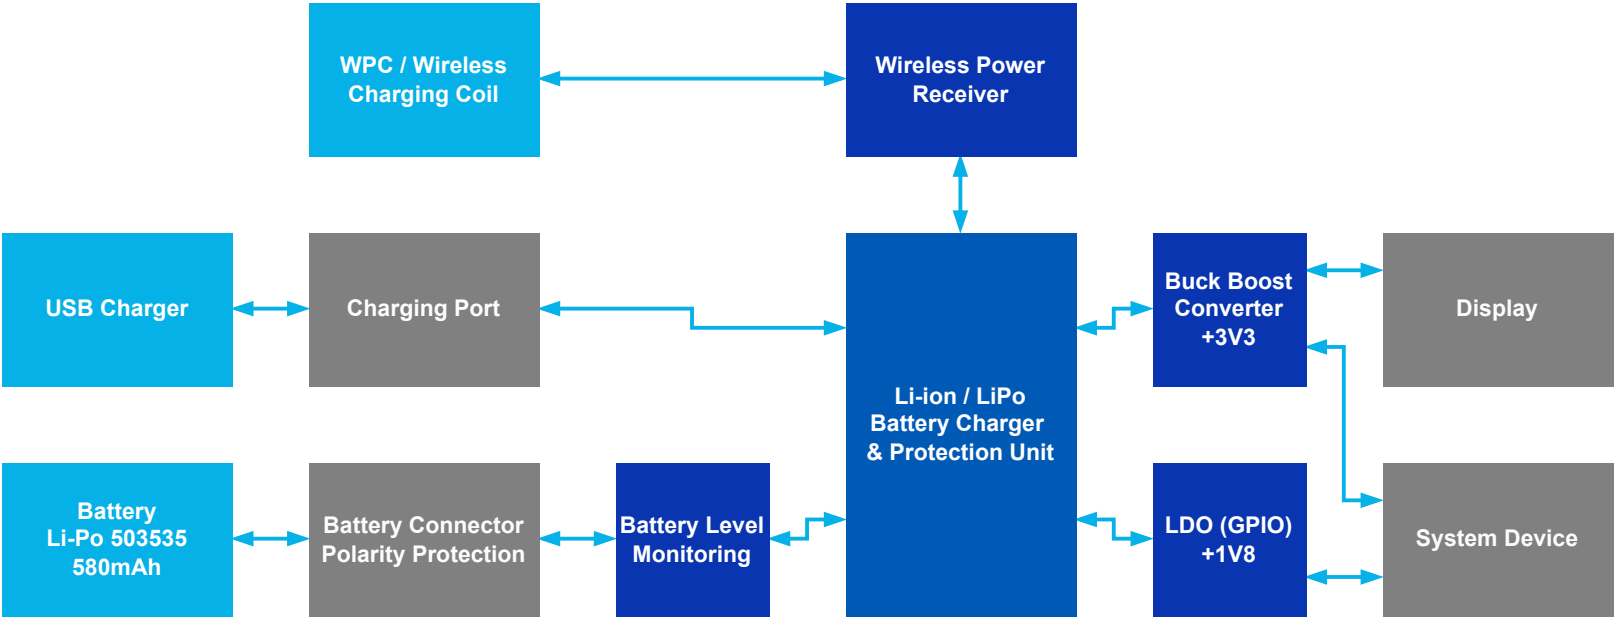 WPC / Wireless
Charging Coil
Wireless Power
Receiver
USB Charger
Charging Port
Li-ion / LiPo
Battery Charger
& Protection Unit
Buck Boost
Converter
+3V3
Display
Battery
Li-Po 503535
580mAh
Battery Connector
Polarity Protection
Battery Level
Monitoring
LDO (GPIO)
+1V8
System Device